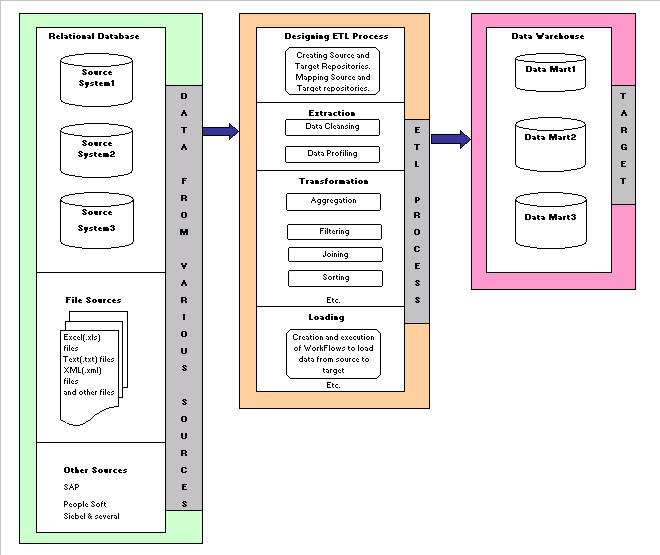 Relational Database
Source
System1
Source
System2
Source
System3
File Sources
Excel(.xls)
files
Text(.txt) files
XML(.xml)
files
and other files
Other Sources
SAP
People Soft
Siebel & several
DATA FROM VARIOUS SOURCES
Designing ETL Process
Creating Source and
Target Repositories.
Mapping Source and
Target repositories.
Extraction
Data Cleansing
Data Profiling
Transformation
Aggregation
Filtering
Joining
Sorting
Etc.
Loading
Creation and execution
of WorkFlows to load
data from source to
target
Etc.
ETL PROCESS
Data Warehouse
Data Mart1
Data Mart2
Data Mart3
TARGET